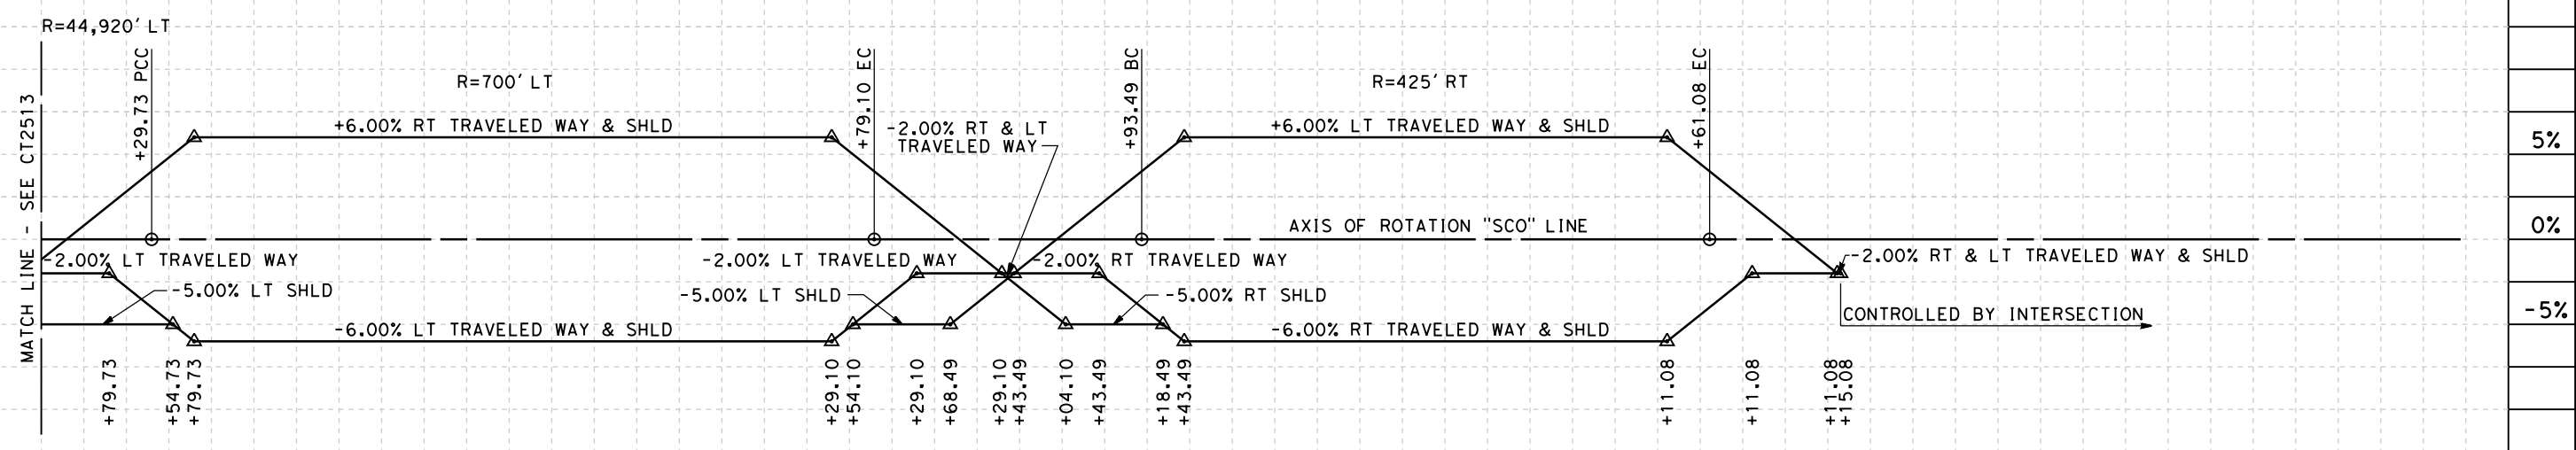 R=44,920' LT
MATCH LINE - SEE CT2513
+29.73 PCC
R=700' LT
+6.00% RT TRAVELED WAY & SHLD
+79.10 EC
-2.00% RT & LT
TRAVELED WAY
+93.49 BC
R=425' RT
+6.00% LT TRAVELED WAY & SHLD
+61.08 EC
5%
AXIS OF ROTATION "SCO" LINE
0%
-2.00% LT TRAVELED WAY
-2.00% LT TRAVELED WAY
-2.00% RT TRAVELED WAY
-2.00% RT & LT TRAVELED WAY & SHLD
-5.00% LT SHLD
-5.00% LT SHLD
-5.00% RT SHLD
CONTROLLED BY INTERSECTION
-5%
-6.00% LT TRAVELED WAY & SHLD
-6.00% RT TRAVELED WAY & SHLD
+79.73
+54.73
+79.73
+29.10
+54.10
+29.10
+68.49
+29.10
+43.49
+04.10
+43.49
+18.49
+43.49
+11.08
+11.08
+11.08
+15.08